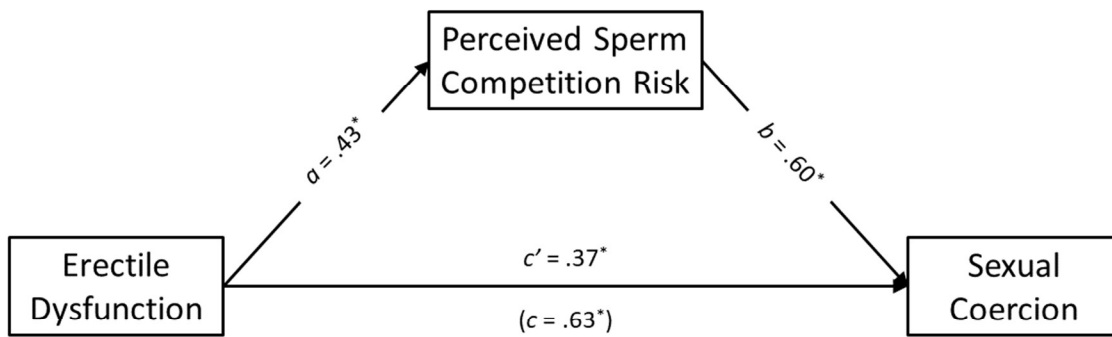 Perceived Sperm
Competition Risk
a = .43*
b = .60*
Erectile
Dysfunction
c' = .37*
(c = .63*)
Sexual
Coercion